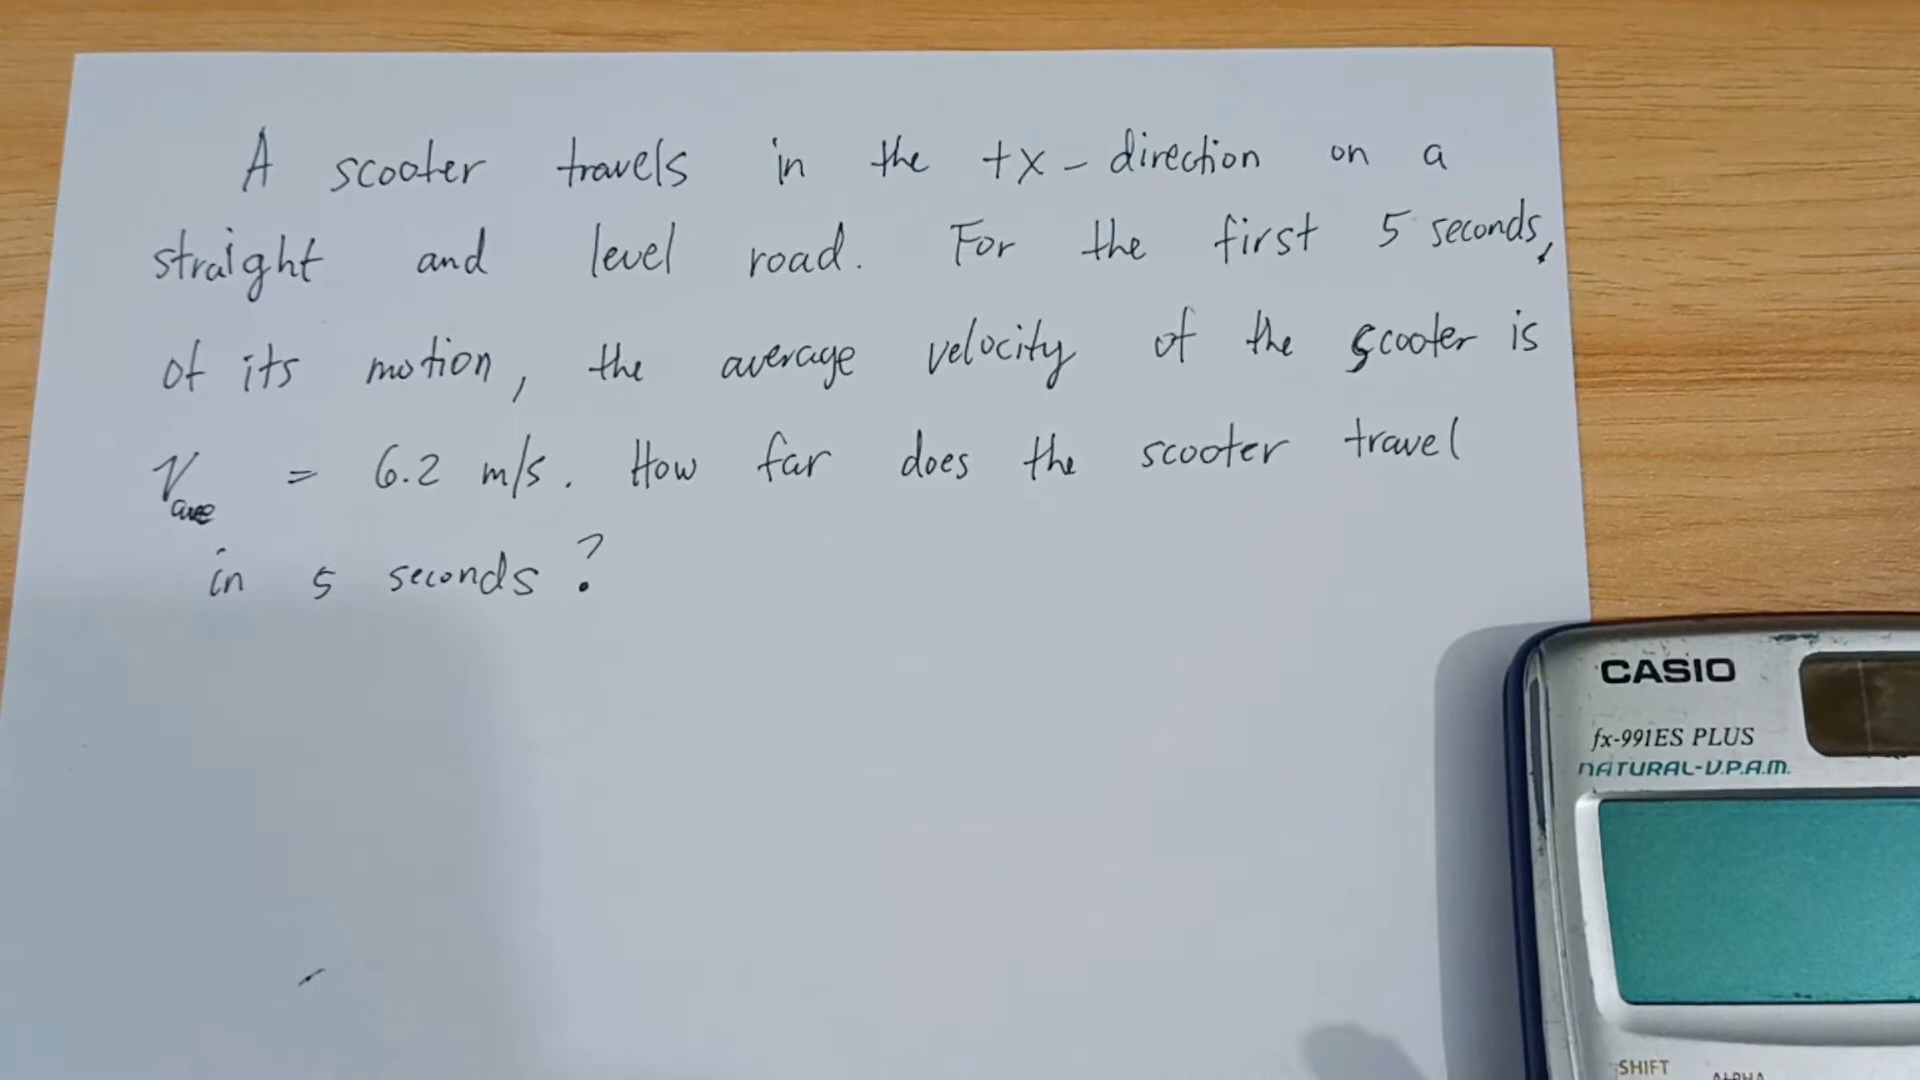 A scooter travels in the +x-direction on a
straight and level road. For the first 5 seconds,
of its motion, the average velocity of the scooter is
Vave = 6.2 m/s. How far does the scooter travel
in 5 seconds?
CASIO
fx-991ES PLUS
NATURAL-V.P.A.M.
SHIFT
ALPHA